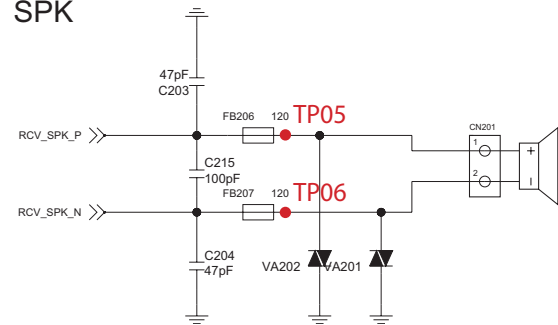 SPK
47pF
C203
FB206 120 TP05
CN201
RCV_SPK_P
1
+
C215
100pF
FB207 120 TP06
2
–
RCV_SPK_N
C204
47pF
VA202
VA201